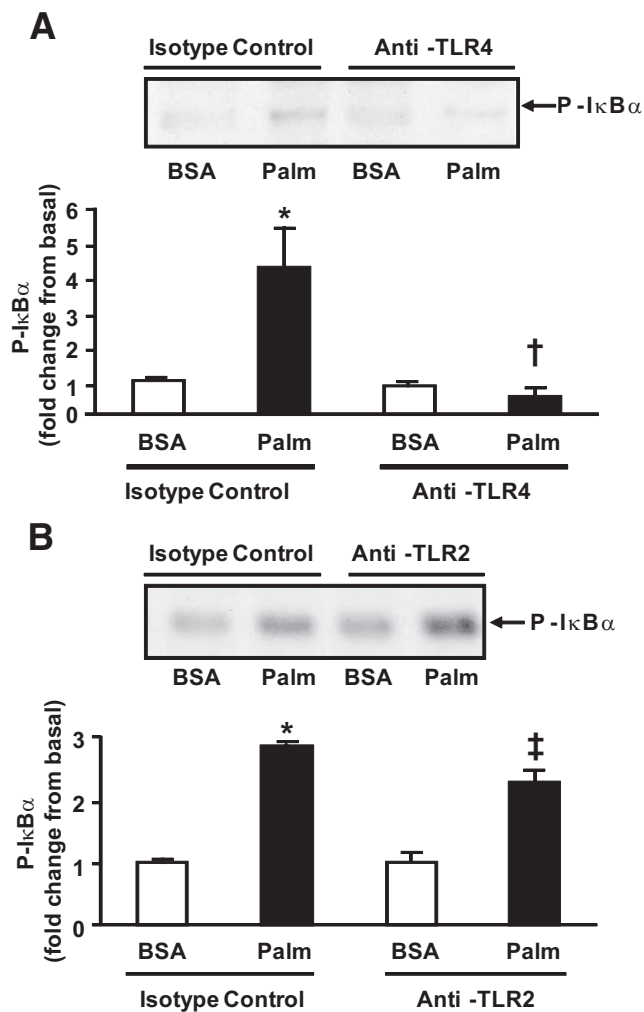 A
Isotype Control Anti -TLR4
P -IκBα
BSA Palm BSA Palm
P-IκBα
(fold change from basal)
6
5
4
3
2
1
0
*
†
BSA Palm BSA Palm
Isotype Control Anti -TLR4
B
Isotype Control Anti -TLR2
P -IκBα
BSA Palm BSA Palm
P-IκBα
(fold change from basal)
3
2
1
0
*
‡
BSA Palm BSA Palm
Isotype Control Anti -TLR2